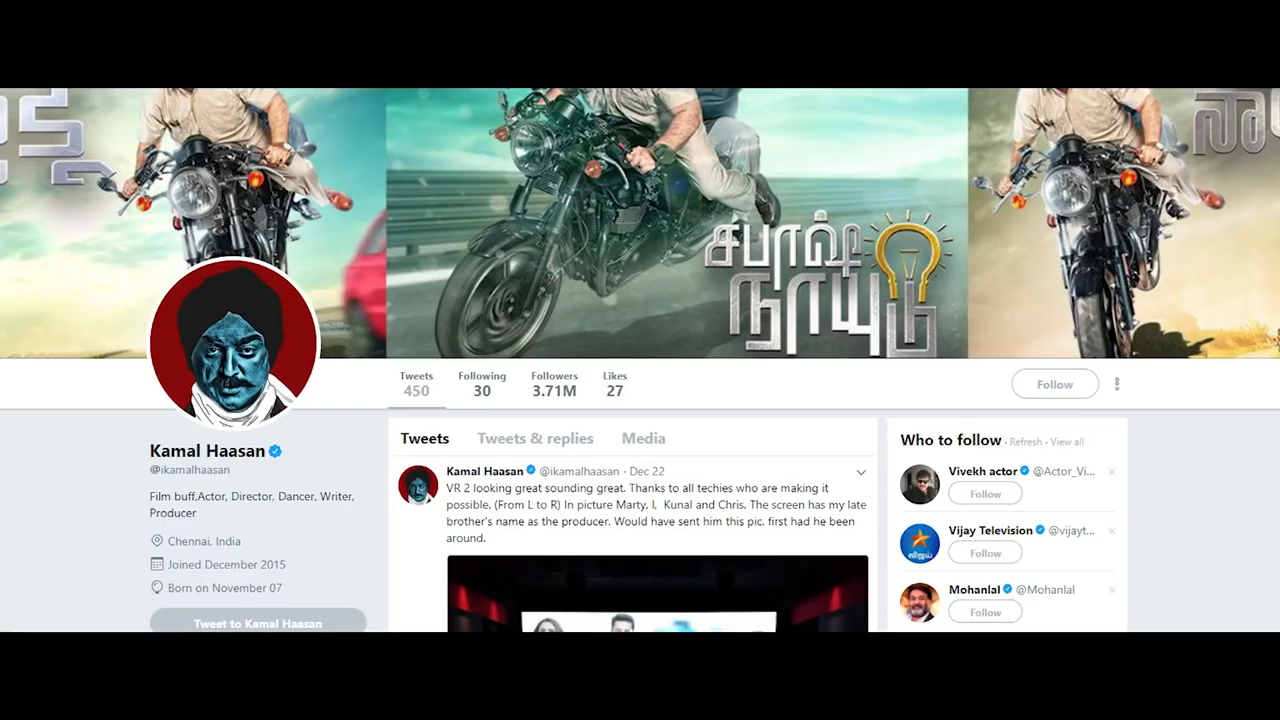 சபாஷ்
நாயுடு
Tweets
450
Following
30
Followers
3.71M
Likes
27
Follow
Kamal Haasan
@ikamalhaasan
Film buff,Actor, Director, Dancer, Writer,
Producer
Chennai, India
Joined December 2015
Born on November 07
Tweet to Kamal Haasan
Tweets Tweets & replies Media
Kamal Haasan @ikamalhaasan · Dec 22
VR 2 looking great sounding great. Thanks to all techies who are making it
possible. (From L to R) In picture Marty, I, Kunal and Chris. The screen has my late
brother's name as the producer. Would have sent him this pic. first had he been
around.
Who to follow · Refresh · View all
Vivekh actor @Actor_Vi...
Follow
Vijay Television @vijayt...
Follow
விஜய்
Mohanlal @Mohanlal
Follow